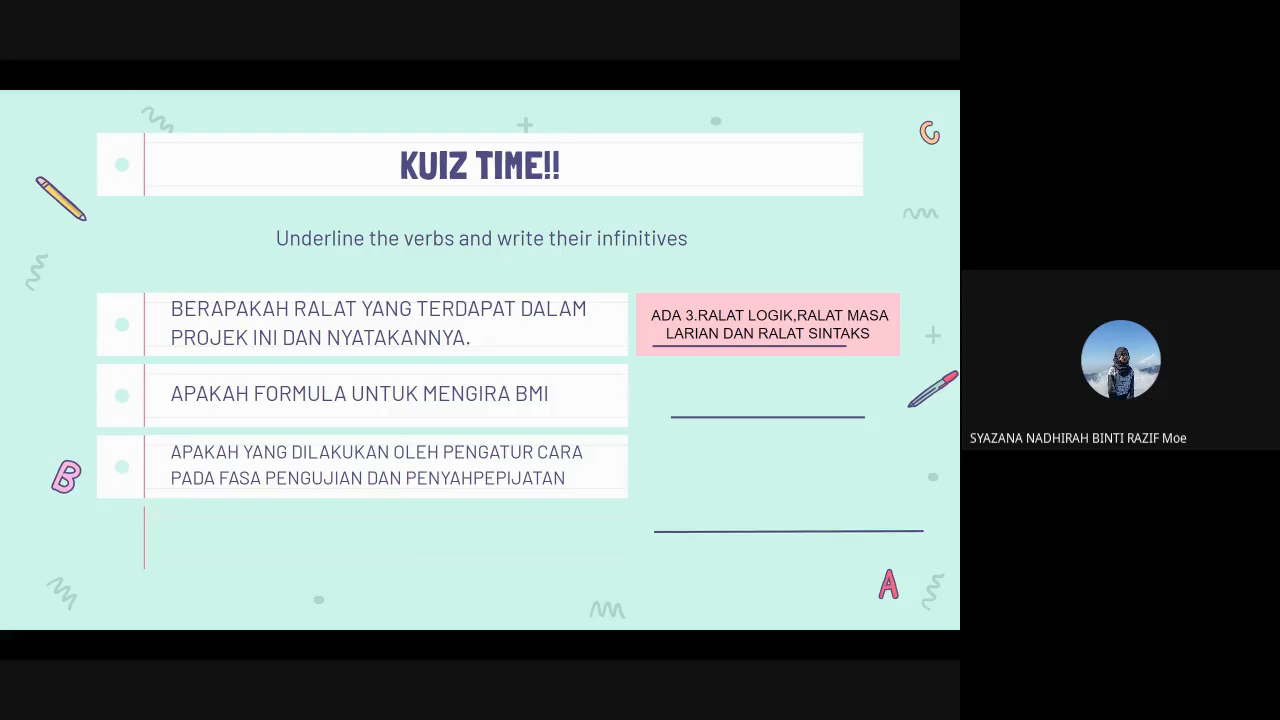 KUIZ TIME!!
Underline the verbs and write their infinitives
BERAPAKAH RALAT YANG TERDAPAT DALAM
PROJEK INI DAN NYATAKANNYA.
ADA 3.RALAT LOGIK,RALAT MASA
LARIAN DAN RALAT SINTAKS
APAKAH FORMULA UNTUK MENGIRA BMI
APAKAH YANG DILAKUKAN OLEH PENGATUR CARA
PADA FASA PENGUJIAN DAN PENYAHPEPIJATAN
SYAZANA NADHIRAH BINTI RAZIF Moe
C
B
A